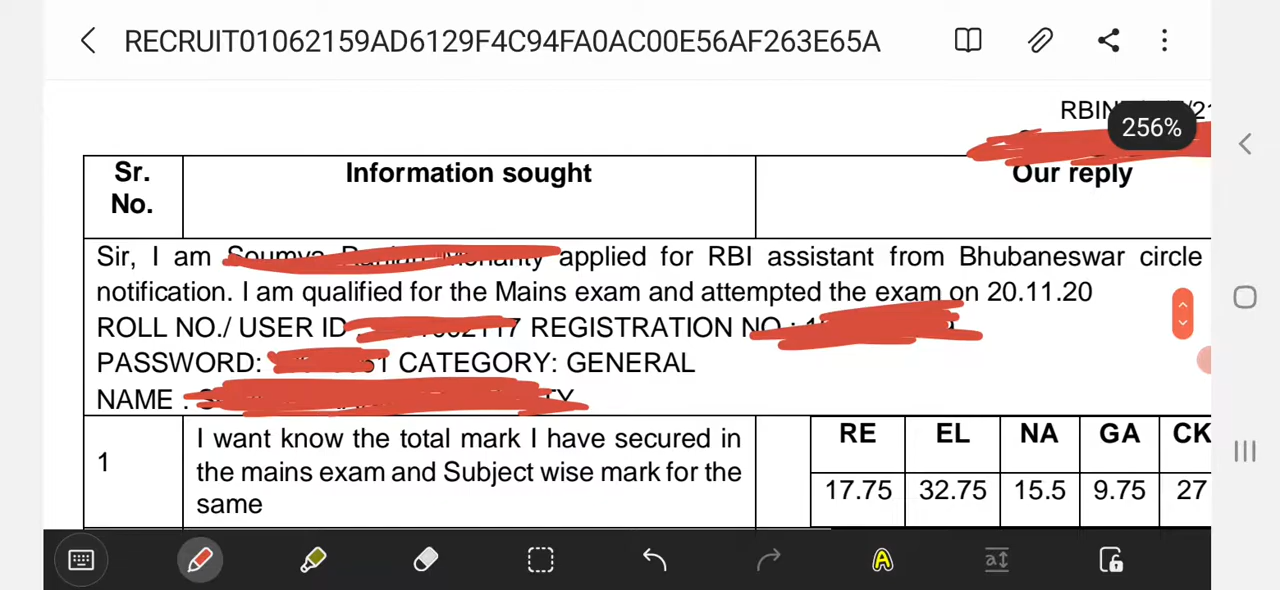 RECRUIT01062159AD6129F4C94FA0AC00E56AF263E65A
256%
Sr. No.
Information sought
Our reply
Sir, I am applied for RBI assistant from Bhubaneswar circle
notification. I am qualified for the Mains exam and attempted the exam on 20.11.20
ROLL NO./ USER ID REGISTRATION NO :
PASSWORD: CATEGORY: GENERAL
NAME :
1
I want know the total mark I have secured in
the mains exam and Subject wise mark for the
same
RE EL NA GA CK
17.75 32.75 15.5 9.75 27